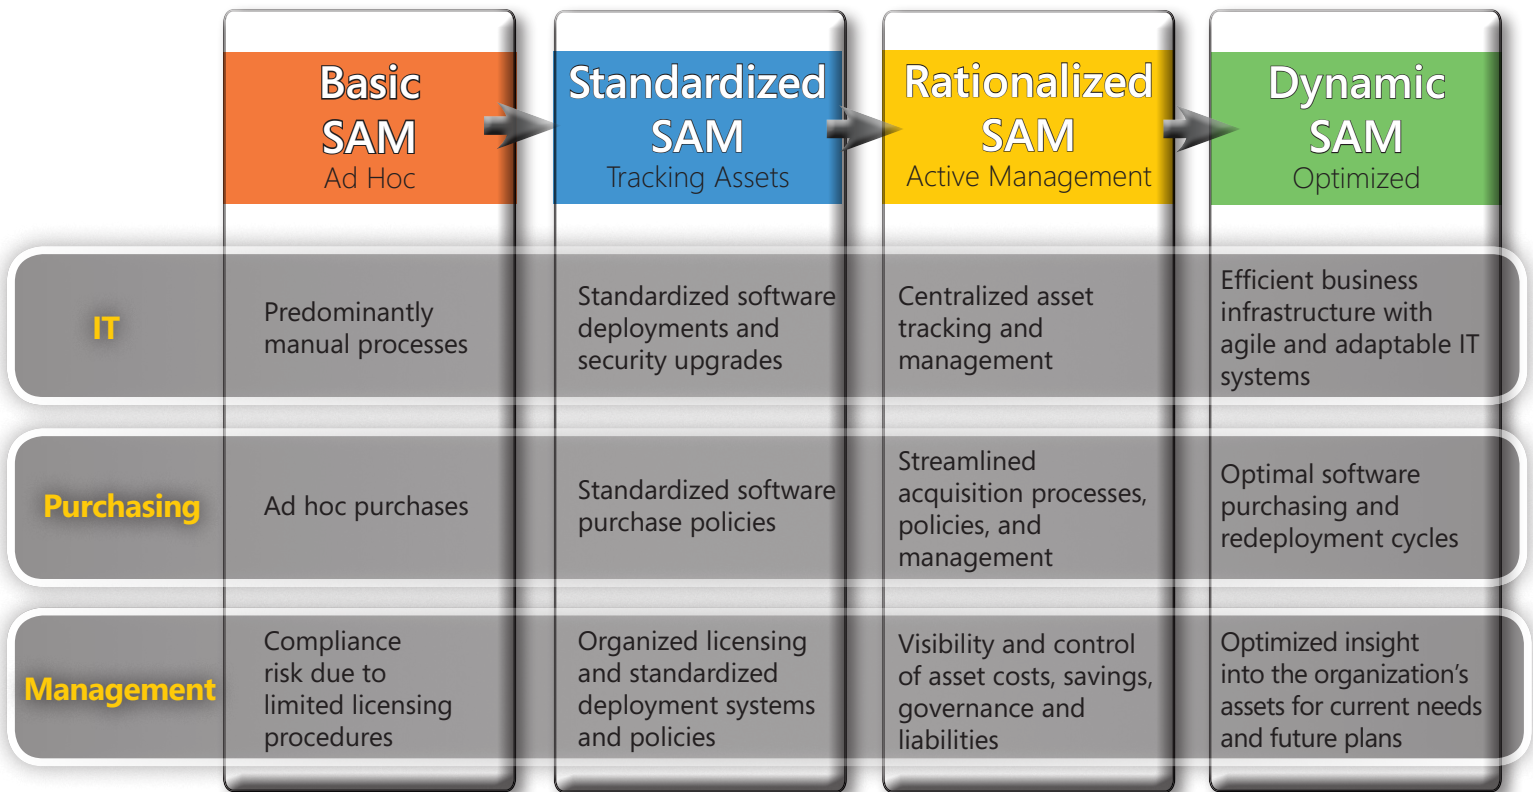 Basic
SAM
Ad Hoc
Standardized
SAM
Tracking Assets
Rationalized
SAM
Active Management
Dynamic
SAM
Optimized
IT
Predominantly
manual processes
Standardized software
deployments and
security upgrades
Centralized asset
tracking and
management
Efficient business
infrastructure with
agile and adaptable IT
systems
Purchasing
Ad hoc purchases
Standardized software
purchase policies
Streamlined
acquisition processes,
policies, and
management
Optimal software
purchasing and
redeployment cycles
Management
Compliance
risk due to
limited licensing
procedures
Organized licensing
and standardized
deployment systems
and policies
Visibility and control
of asset costs, savings,
governance and
liabilities
Optimized insight
into the organization’s
assets for current needs
and future plans